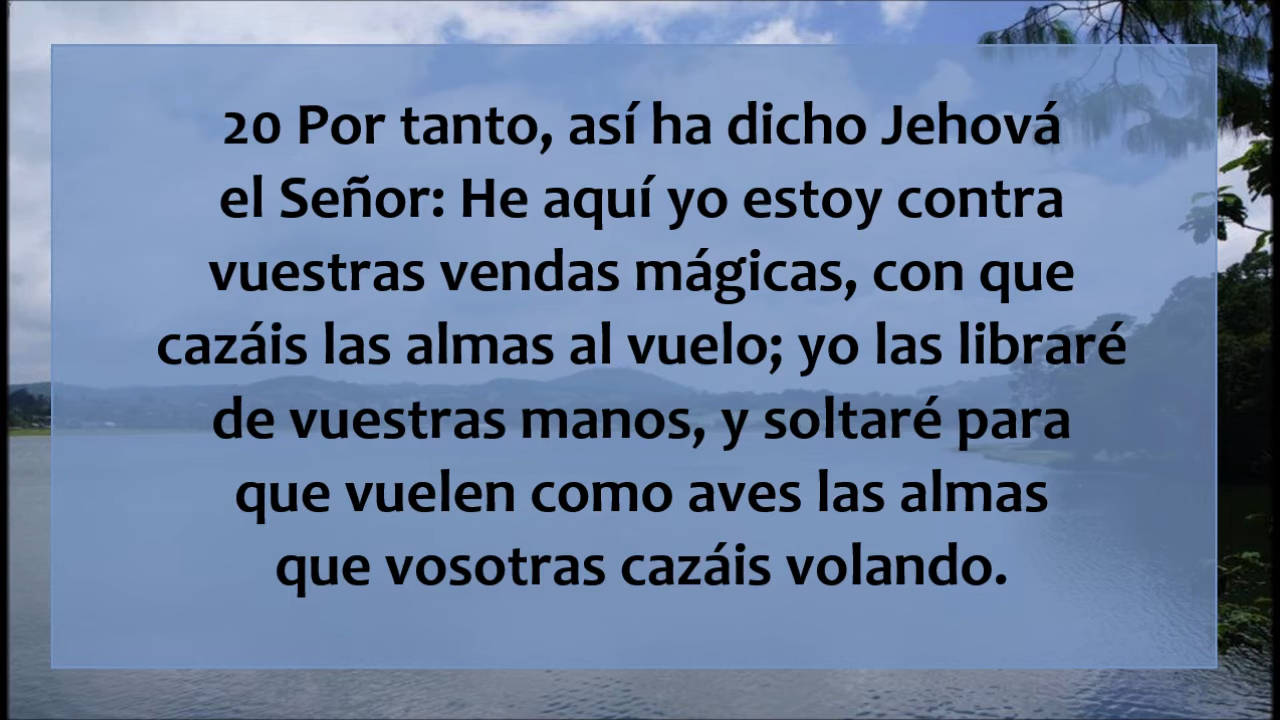 20 Por tanto, así ha dicho Jehová
el Señor: He aquí yo estoy contra
vuestras vendas mágicas, con que
cazáis las almas al vuelo; yo las libraré
de vuestras manos, y soltaré para
que vuelen como aves las almas
que vosotras cazáis volando.